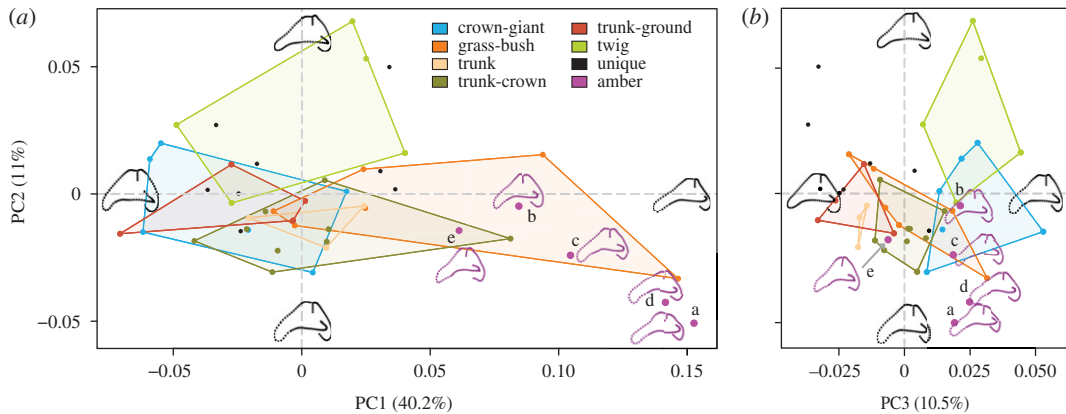 (a)
crown-giant
grass-bush
trunk
trunk-crown
trunk-ground
twig
unique
amber
PC2 (11%)
0.05
0
−0.05
b
e
c
d
a
−0.05
0
0.05
0.10
0.15
PC1 (40.2%)
(b)
b
c
e
d
a
−0.025
0
0.025
0.050
PC3 (10.5%)